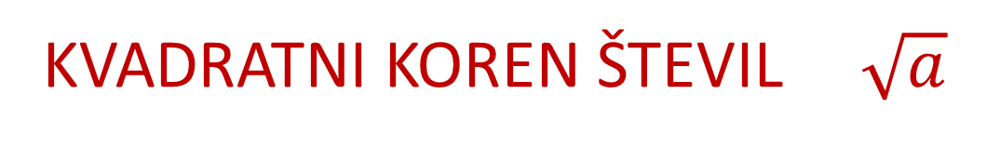 KVADRATNI KOREN ŠTEVIL √a